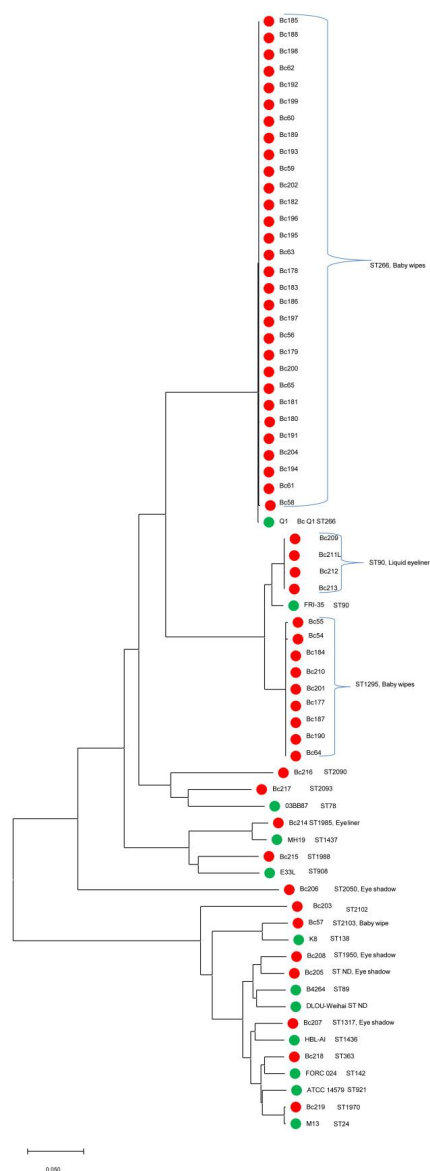 Bc185
Bc188
Bc198
Bc62
Bc192
Bc199
Bc60
Bc189
Bc193
Bc59
Bc202
Bc182
Bc196
Bc195
Bc63
ST266, Baby wipes
Bc178
Bc183
Bc186
Bc197
Bc56
Bc179
Bc200
Bc65
Bc181
Bc180
Bc191
Bc204
Bc194
Bc61
Bc58
Q1 Bc Q1 ST266
Bc209
Bc211L
ST90, Liquid eyeliner
Bc212
Bc213
FRI-35 ST90
Bc55
Bc54
Bc184
Bc210
ST1295, Baby wipes
Bc201
Bc177
Bc187
Bc190
Bc64
Bc216 ST2090
Bc217 ST2093
03BB87 ST78
Bc214 ST1985, Eyeliner
MH19 ST1437
Bc215 ST1988
E33L ST908
Bc206 ST2050, Eye shadow
Bc203 ST2102
Bc57 ST2103, Baby wipe
K8 ST138
Bc208 ST1950, Eye shadow
Bc205 ST ND, Eye shadow
B4264 ST89
DLOU-Weihai ST ND
Bc207 ST1317, Eye shadow
HBL-AI ST1436
Bc218 ST363
FORC 024 ST142
ATCC 14579 ST921
Bc219 ST1970
M13 ST24
0.050